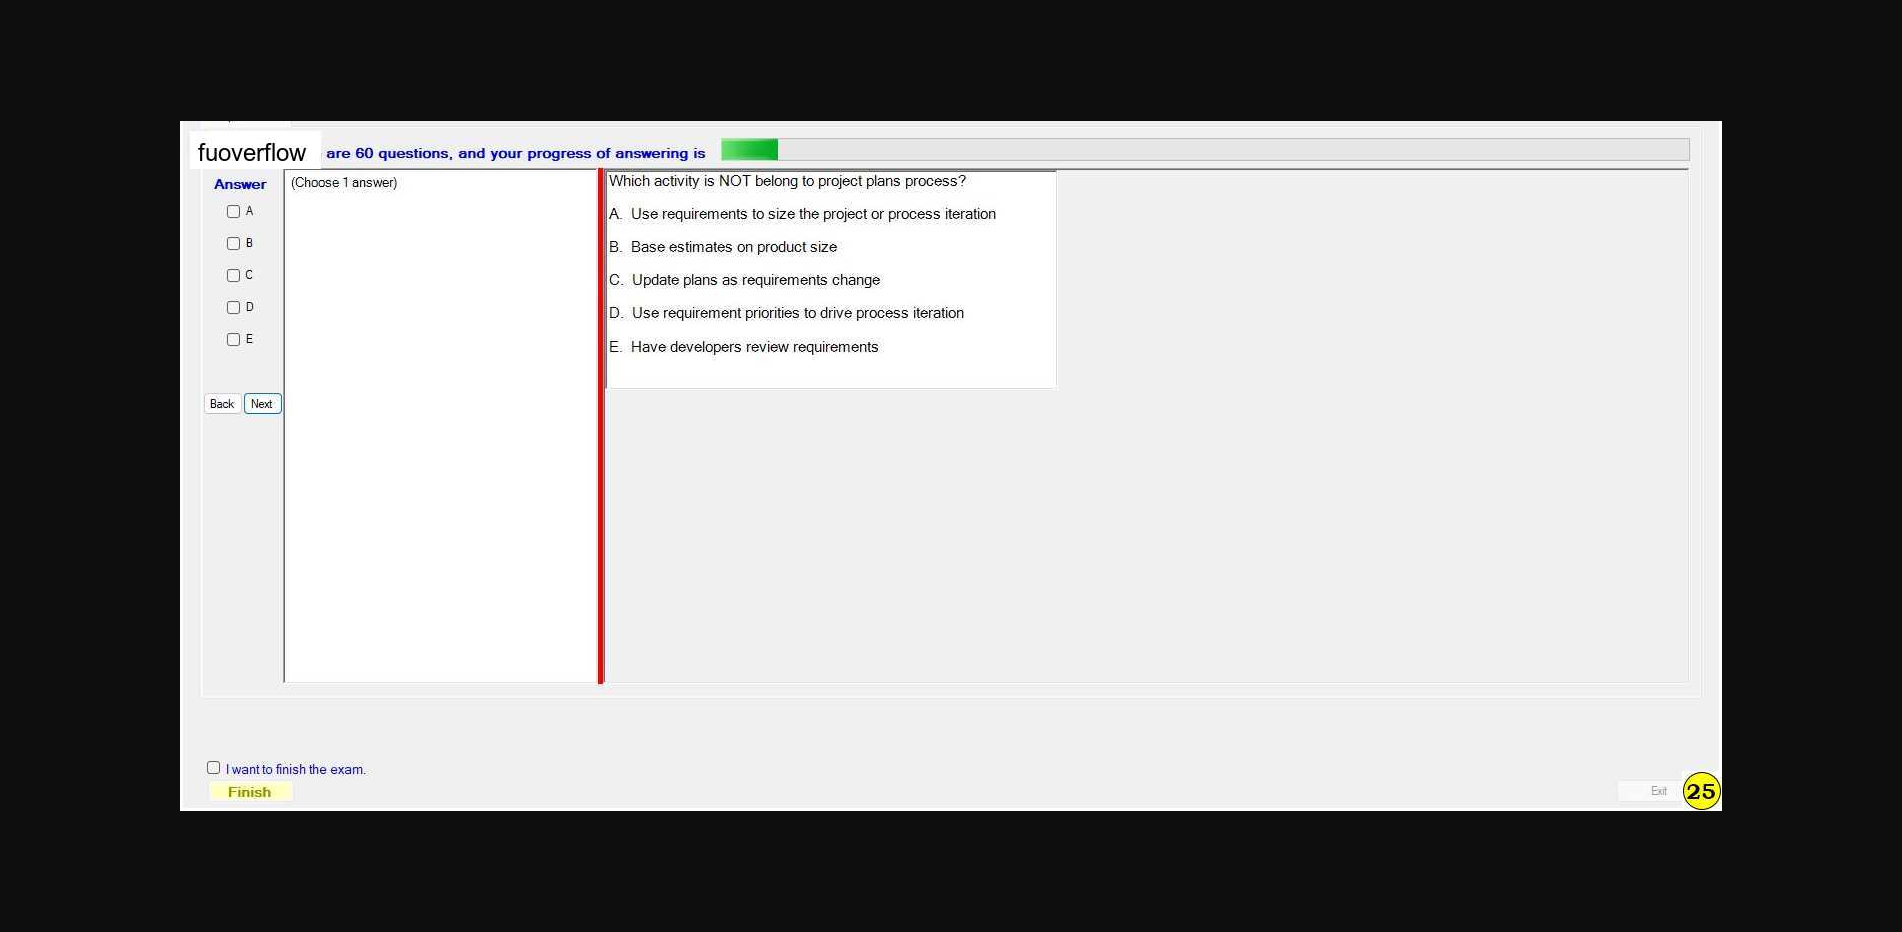 fuoverflow are 60 questions, and your progress of answering is
Answer
(Choose 1 answer)
A
B
C
D
E
Back Next
Which activity is NOT belong to project plans process?
A. Use requirements to size the project or process iteration
B. Base estimates on product size
C. Update plans as requirements change
D. Use requirement priorities to drive process iteration
E. Have developers review requirements
I want to finish the exam.
Finish
Exit
25